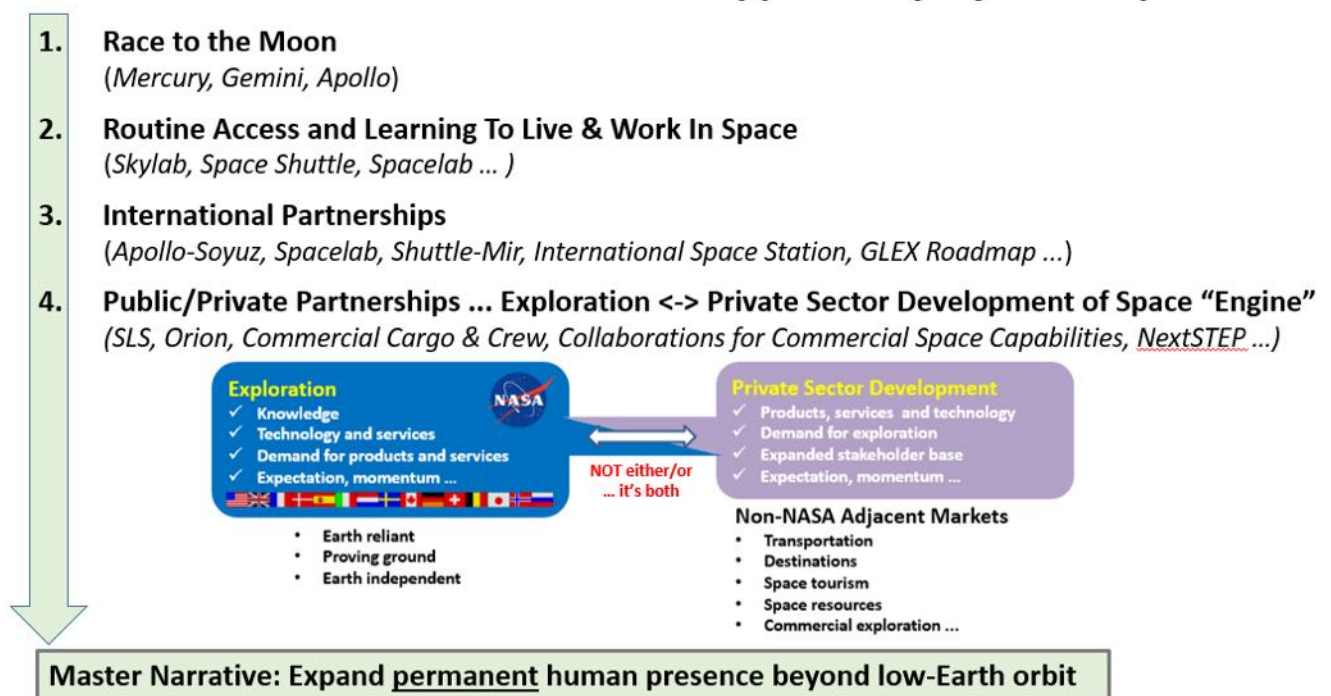 1. Race to the Moon
(Mercury, Gemini, Apollo)
2. Routine Access and Learning To Live & Work In Space
(Skylab, Space Shuttle, Spacelab ... )
3. International Partnerships
(Apollo-Soyuz, Spacelab, Shuttle-Mir, International Space Station, GLEX Roadmap ...)
4. Public/Private Partnerships ... Exploration <-> Private Sector Development of Space “Engine”
(SLS, Orion, Commercial Cargo & Crew, Collaborations for Commercial Space Capabilities, NextSTEP ...)
Exploration
✓ Knowledge
✓ Technology and services
✓ Demand for products and services
✓ Expectation, momentum ...
NASA
NOT either/or
... it’s both
Private Sector Development
✓ Products, services and technology
✓ Demand for exploration
✓ Expanded stakeholder base
✓ Expectation, momentum ...
• Earth reliant
• Proving ground
• Earth independent
Non-NASA Adjacent Markets
• Transportation
• Destinations
• Space tourism
• Space resources
• Commercial exploration ...
Master Narrative: Expand permanent human presence beyond low-Earth orbit